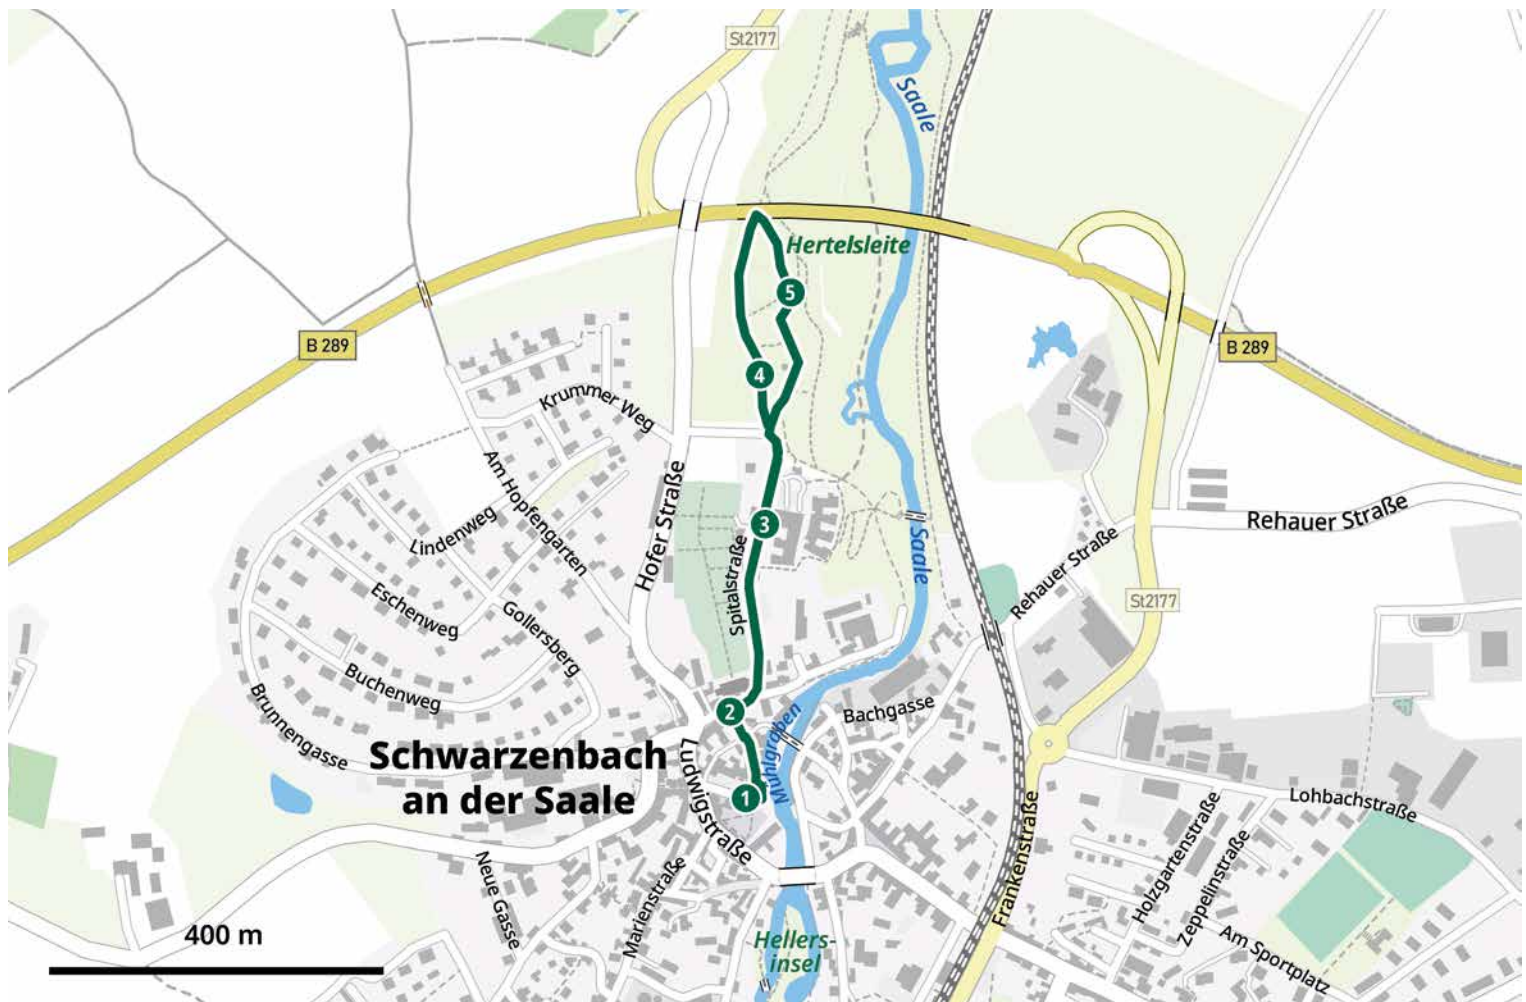 St2177
Saale
Hertelsleite
5
B 289
B 289
4
Krummer Weg
Am Hopfengarten
Hofer Straße
Lindenweg
3
Saale
Rehauer Straße
Rehauer Straße
Spitalstraße
Eschenweg
Gollersberg
St2177
Buchenweg
Brunnengasse
2
Bachgasse
Mühlgraben
Schwarzenbach
an der Saale
1
Ludwigstraße
Lohbachstraße
Frankenstraße
Holzgartenstraße
Zeppelinstraße
Neue Gasse
Marienstraße
Am Sportplatz
400 m
Hellers-
insel